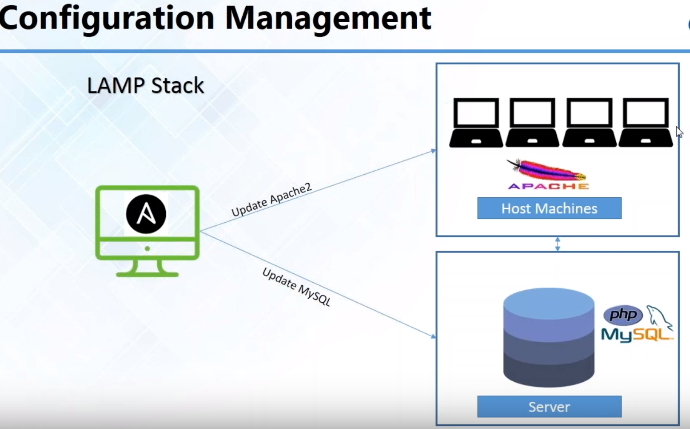 Configuration Management
LAMP Stack
Update Apache2
Update MySQL
APACHE
Host Machines
php
MySQL
Server